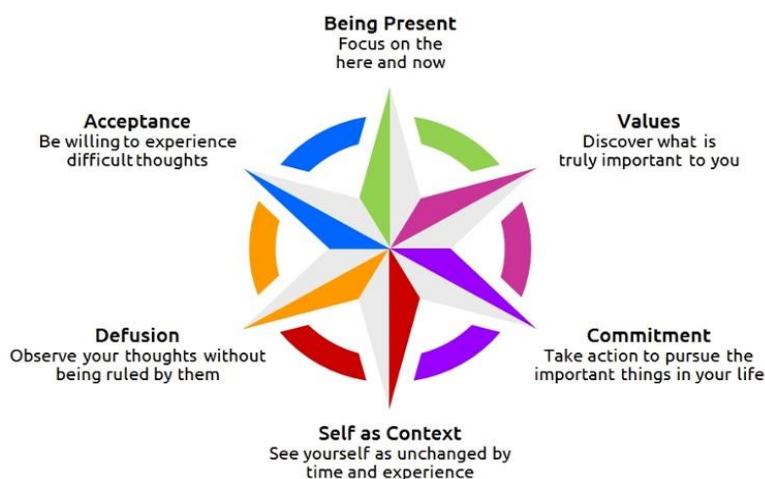 Being Present
Focus on the
here and now
Acceptance
Be willing to experience
difficult thoughts
Values
Discover what is
truly important to you
Defusion
Observe your thoughts without
being ruled by them
Commitment
Take action to pursue the
important things in your life
Self as Context
See yourself as unchanged by
time and experience